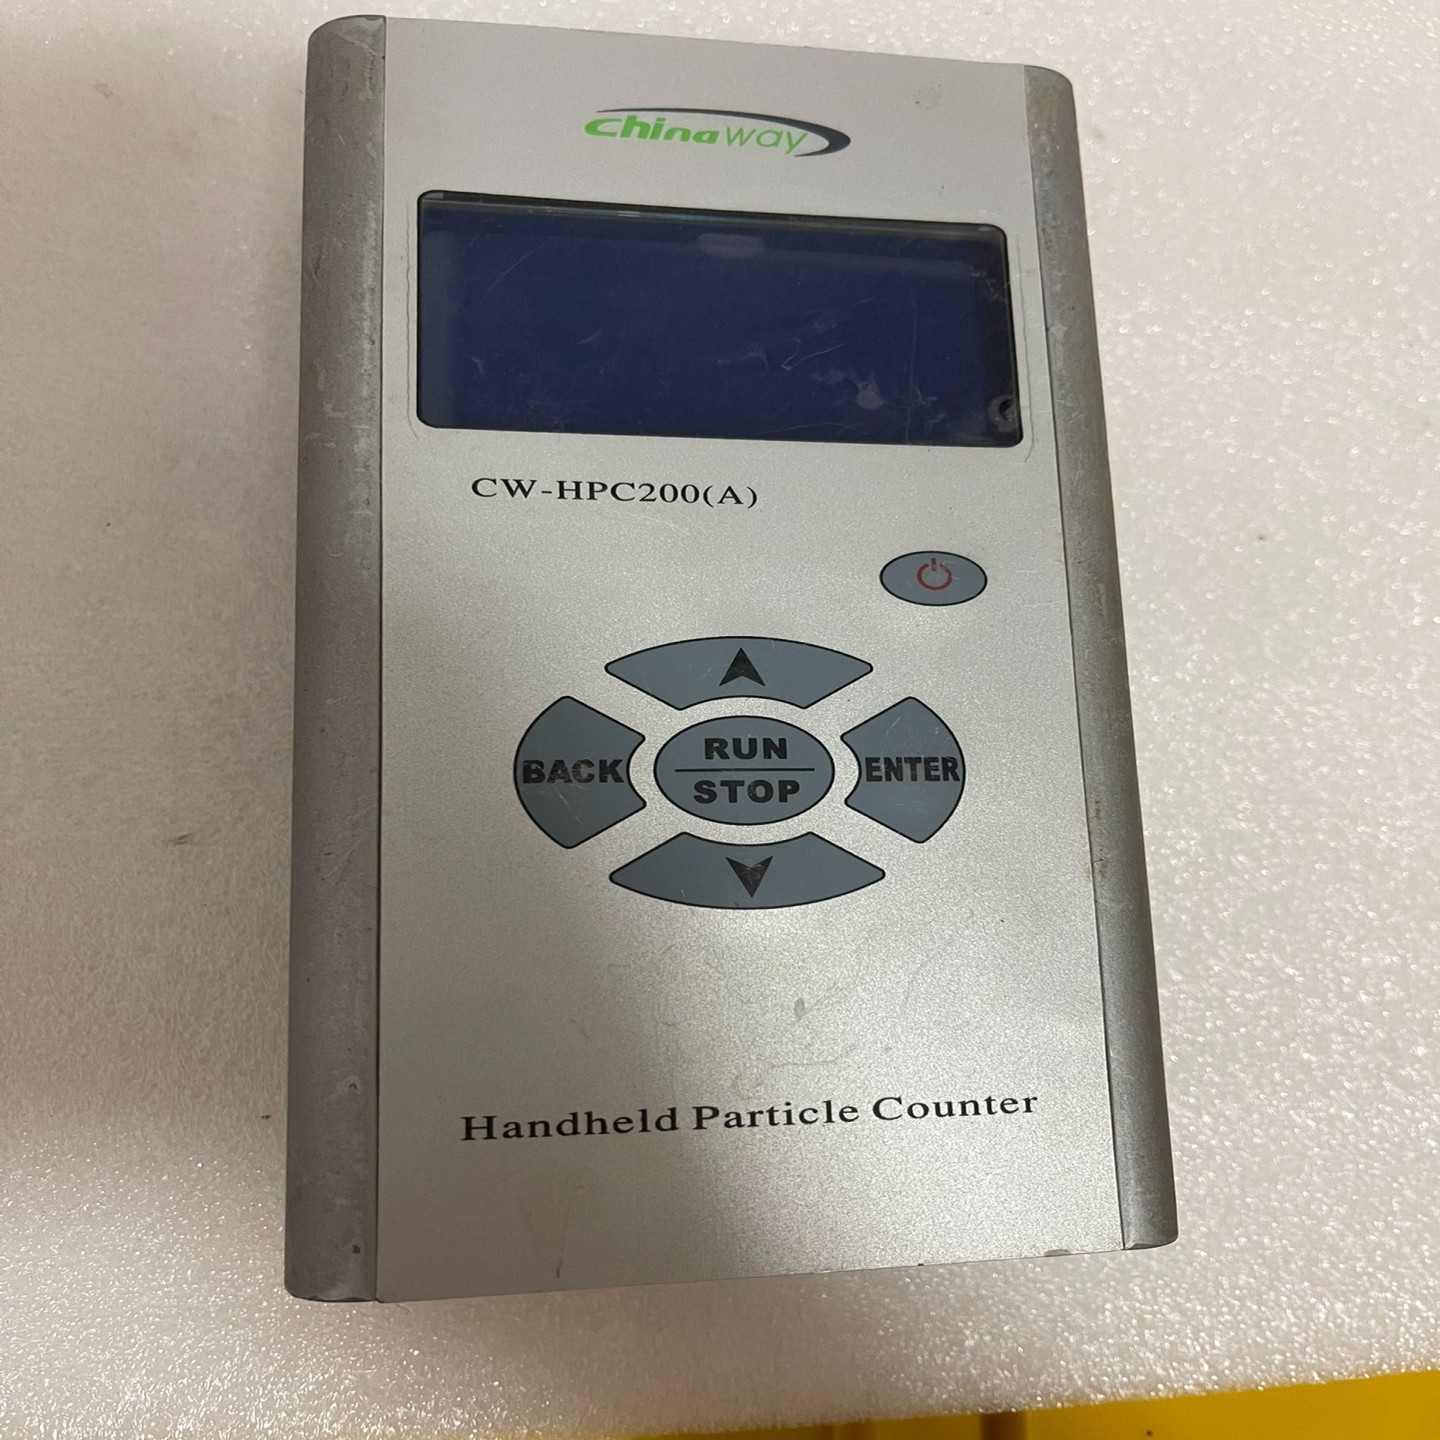 Chinaway
CW-HPC200(A)
BACK
RUN
STOP
ENTER
Handheld Particle Counter